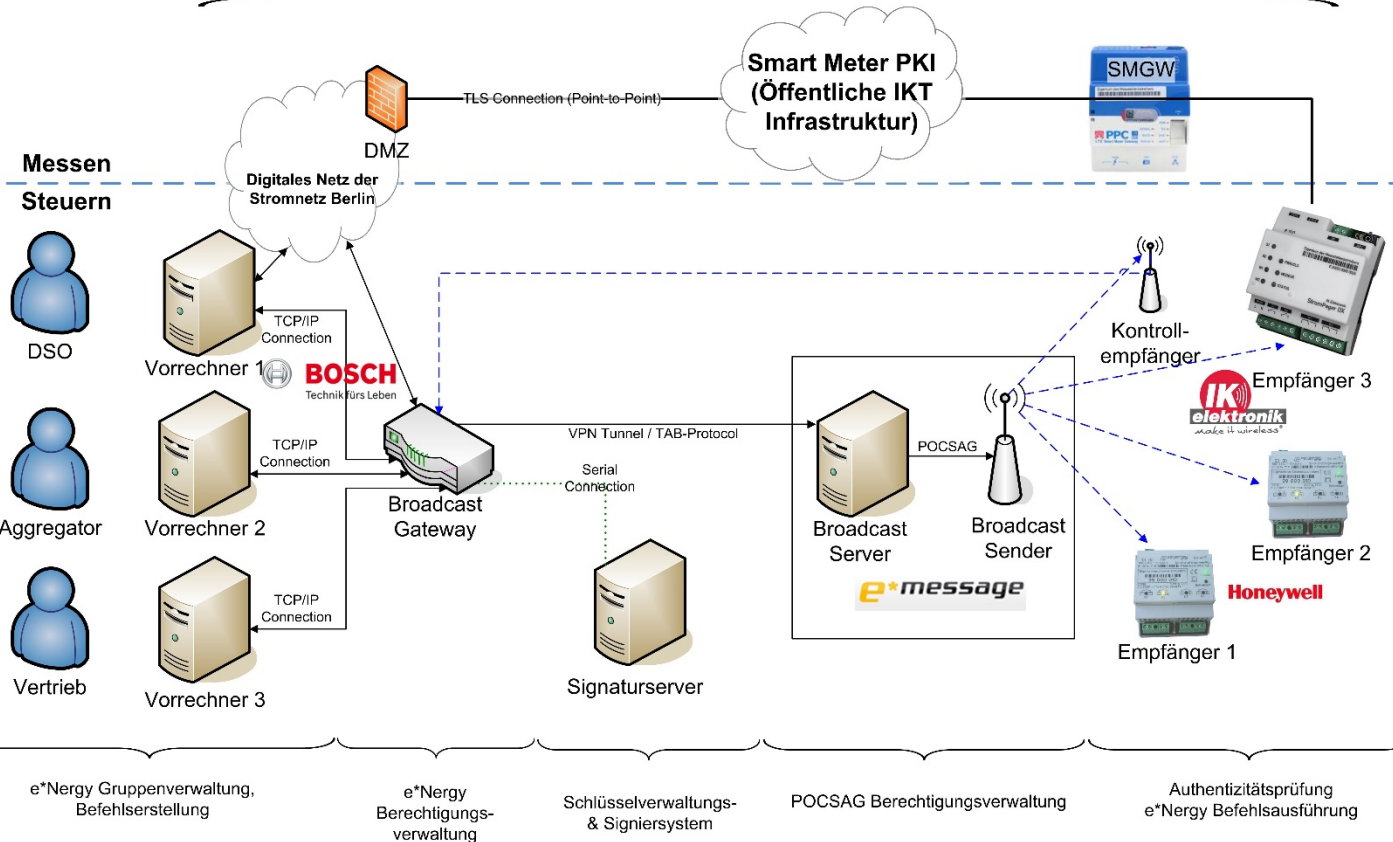 Smart Meter PKI
(Öffentliche IKT
Infrastruktur)
SMGW
PPC
TLS Connection (Point-to-Point)
DMZ
Messen
Digitales Netz der
Stromnetz Berlin
Steuern
DSO
Vorrechner 1
TCP/IP
Connection
BOSCH
Technik fürs Leben
Kontroll-
empfänger
StromPager DX
Empfänger 3
IK
elektronik
make it wireless
Aggregator
Vorrechner 2
TCP/IP
Connection
Broadcast
Gateway
VPN Tunnel / TAB-Protocol
Serial
Connection
POCSAG
Broadcast
Server
Broadcast
Sender
e*message
Empfänger 2
Honeywell
Empfänger 1
Vertrieb
Vorrechner 3
TCP/IP
Connection
Signaturserver
e*Nergy Gruppenverwaltung,
Befehlserstellung
e*Nergy
Berechtigungs-
verwaltung
Schlüsselverwaltungs-
& Signiersystem
POCSAG Berechtigungsverwaltung
Authentizitätsprüfung
e*Nergy Befehlsausführung